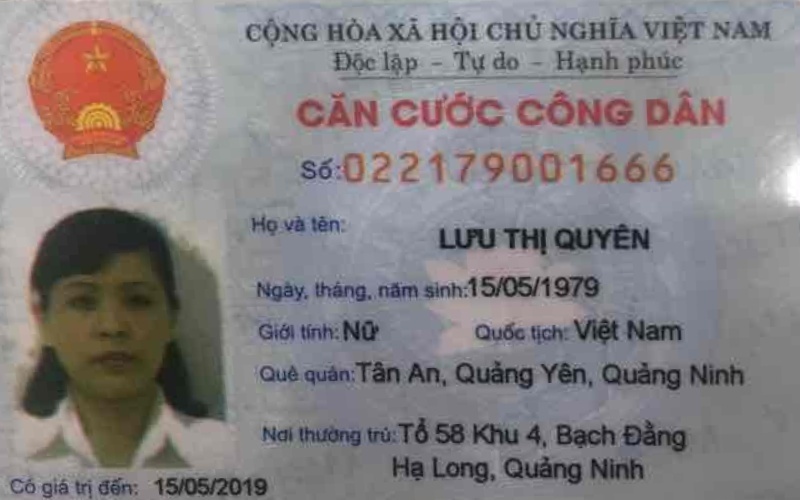 CỘNG HÒA XÃ HỘI CHỦ NGHĨA VIỆT NAM
Độc lập - Tự do - Hạnh phúc
CĂN CƯỚC CÔNG DÂN
Số: 022179001666
Họ và tên: LƯU THỊ QUYÊN
Ngày, tháng, năm sinh: 15/05/1979
Giới tính: Nữ Quốc tịch: Việt Nam
Quê quán: Tân An, Quảng Yên, Quảng Ninh
Nơi thường trú: Tổ 58 Khu 4, Bạch Đằng
Hạ Long, Quảng Ninh
Có giá trị đến: 15/05/2019